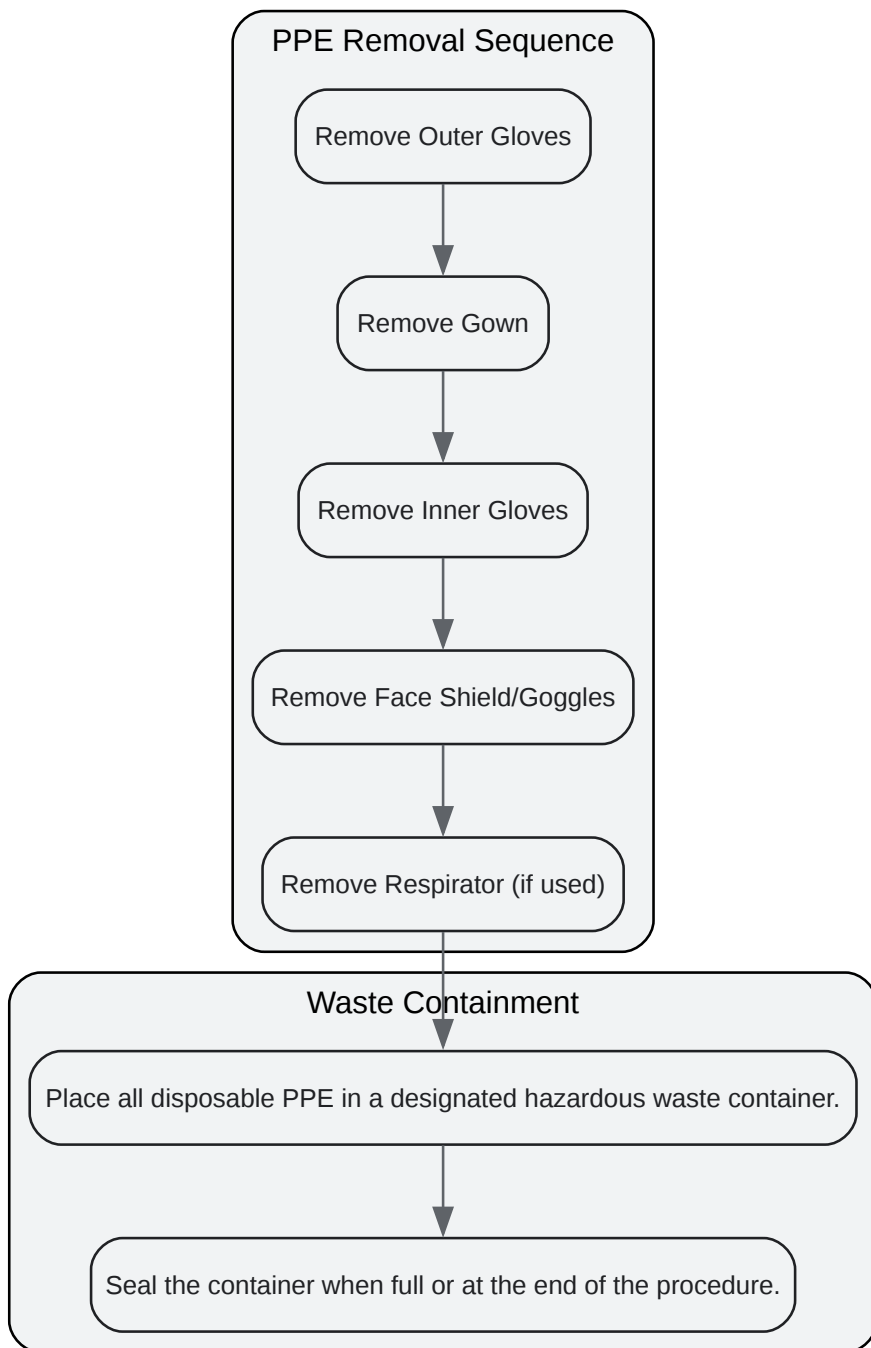 PPE Removal Sequence
Remove Outer Gloves
Remove Gown
Remove Inner Gloves
Remove Face Shield/Goggles
Remove Respirator (if used)
Waste Containment
Place all disposable PPE in a designated hazardous waste container.
Seal the container when full or at the end of the procedure.